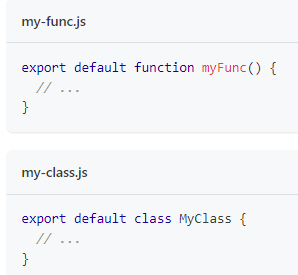 my-func.js
export default function myFunc() {
  // ...
}
my-class.js
export default class MyClass {
  // ...
}